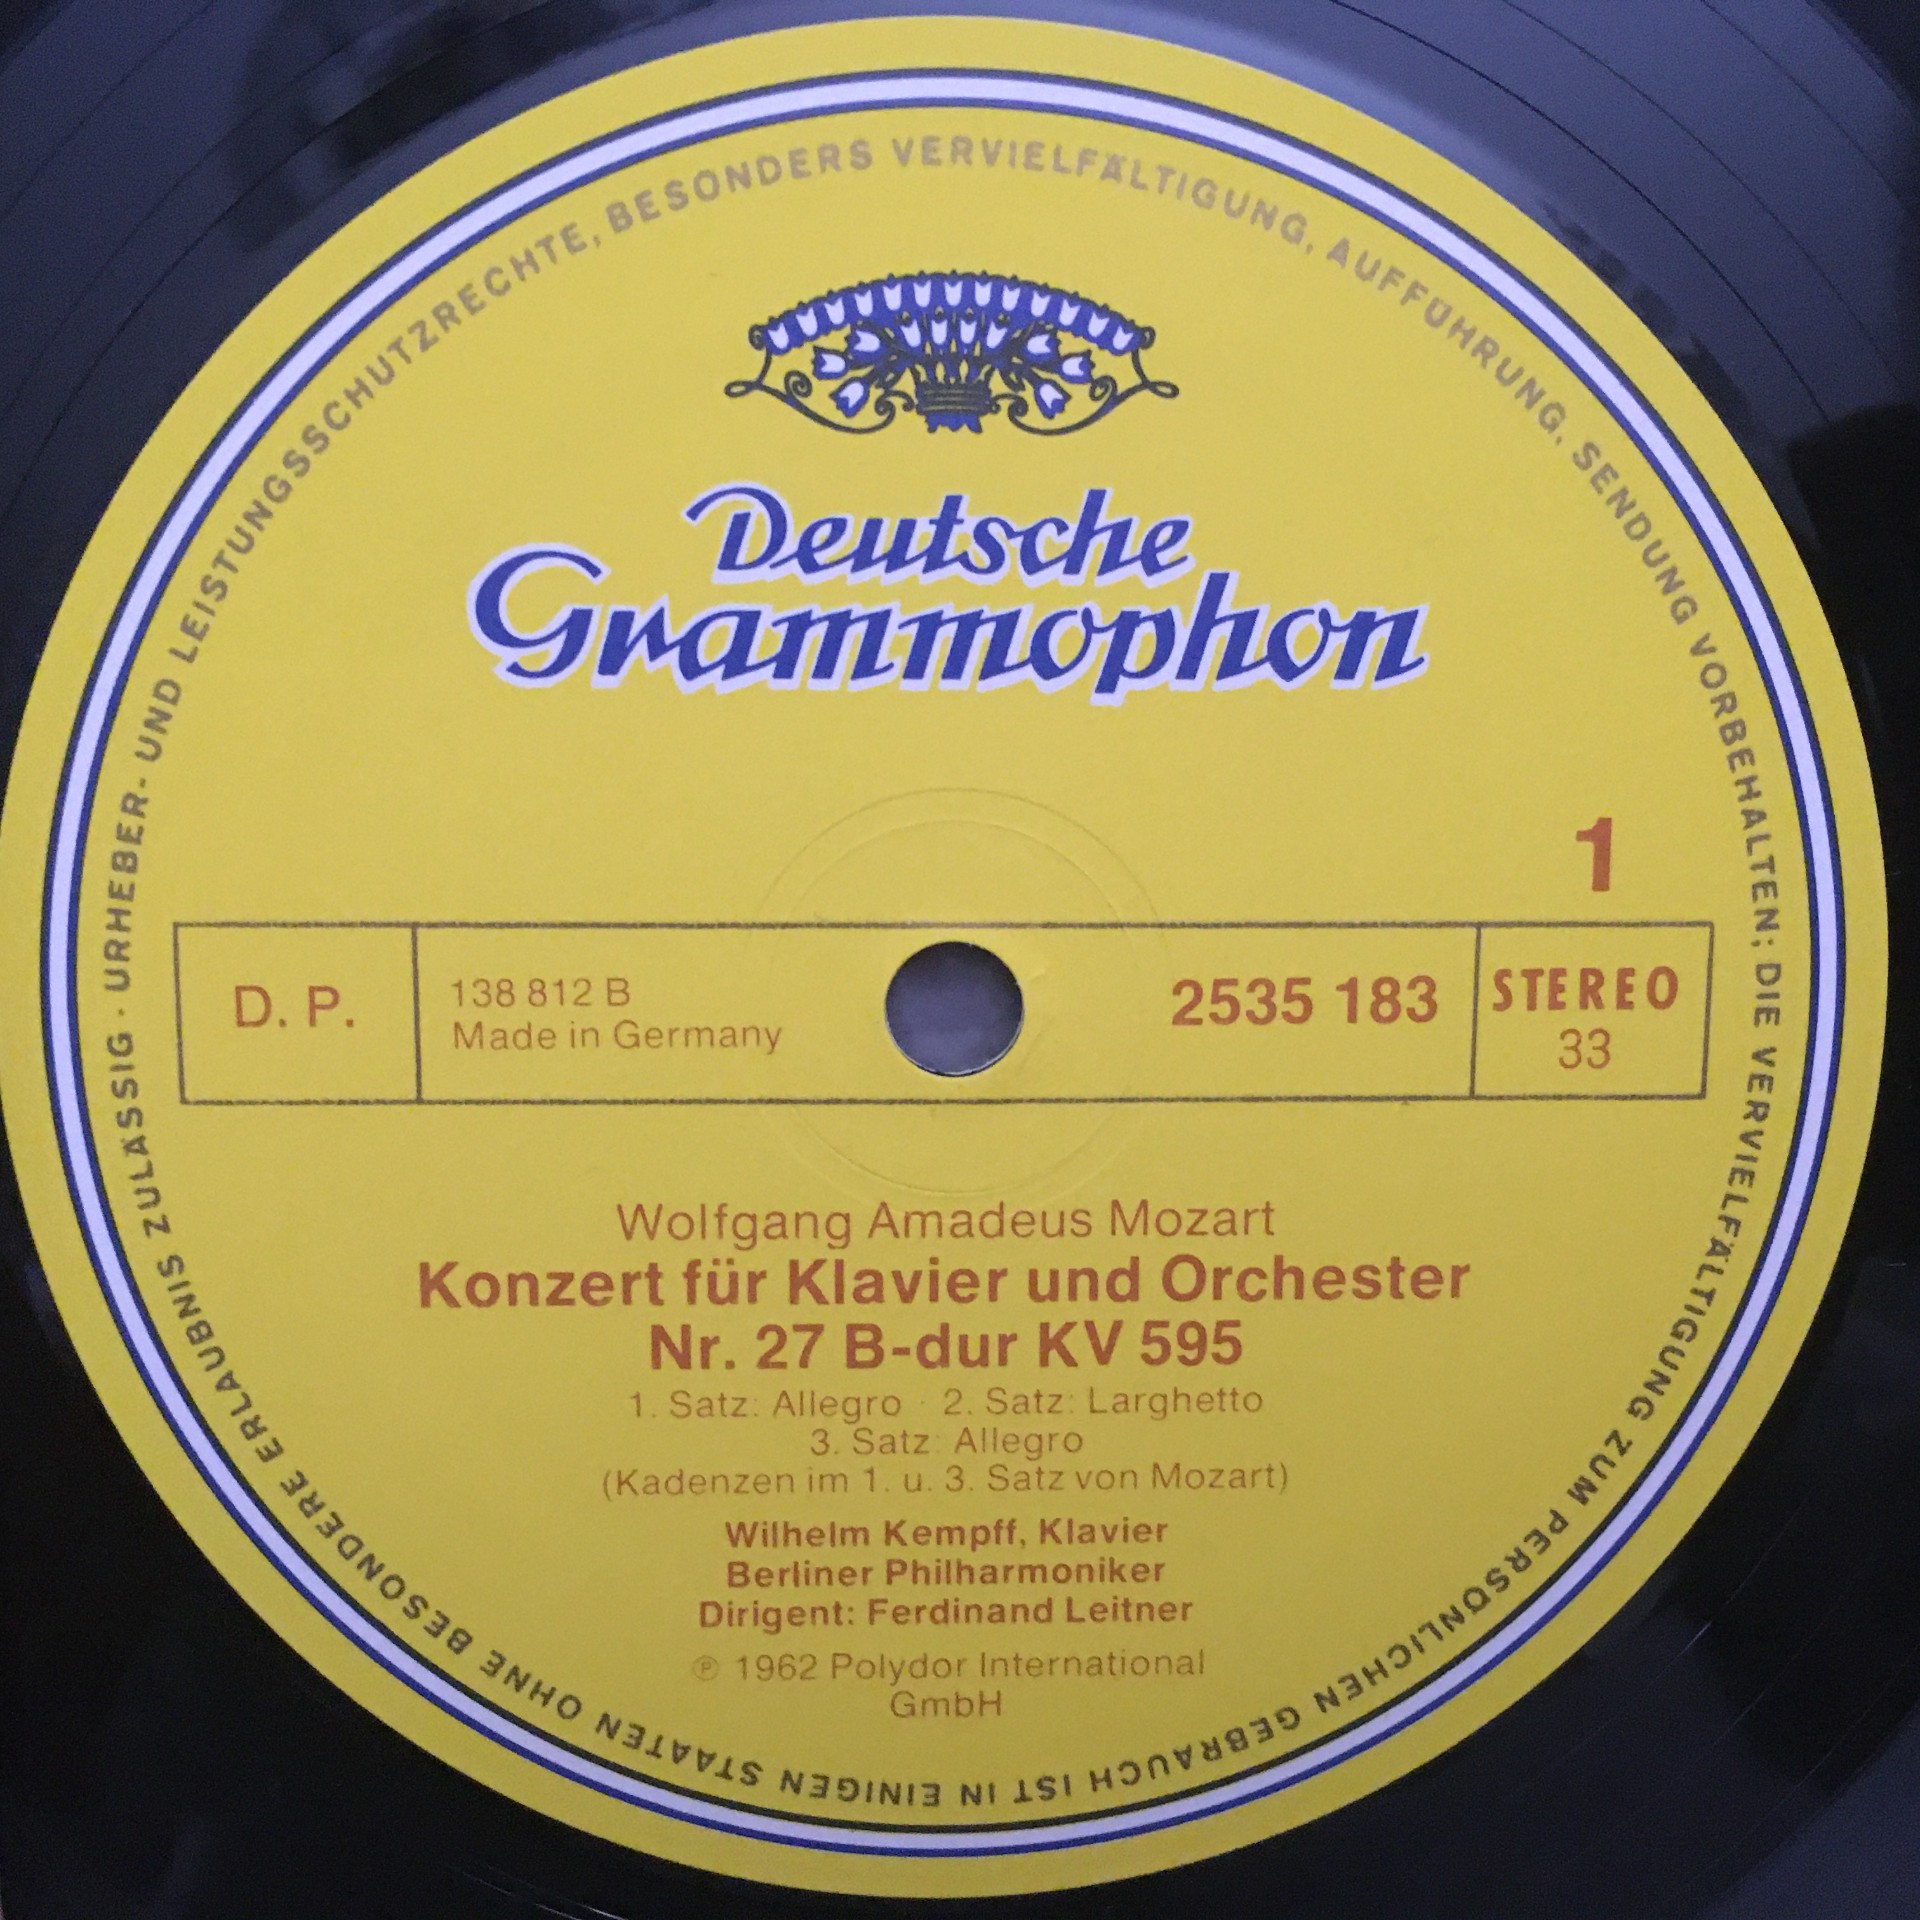 URHEBER- UND LEISTUNGSSCHUTZRECHTE, BESONDERS VERVIELFÄLTIGUNG, AUFFÜHRUNG, SENDUNG VORBEHALTEN; DIE VERVIELFÄLTIGUNG ZUM PERSÖNLICHEN GEBRAUCH IST IN EINIGEN STAATEN OHNE BESONDERE ERLAUBNIS ZULÄSSIG ·
Deutsche
Grammophon
1
D. P.
138 812 B
Made in Germany
2535 183
STEREO
33
Wolfgang Amadeus Mozart
Konzert für Klavier und Orchester
Nr. 27 B-dur KV 595
1. Satz: Allegro · 2. Satz: Larghetto
3. Satz: Allegro
(Kadenzen im 1. u. 3. Satz von Mozart)
Wilhelm Kempff, Klavier
Berliner Philharmoniker
Dirigent: Ferdinand Leitner
℗ 1962 Polydor International
GmbH